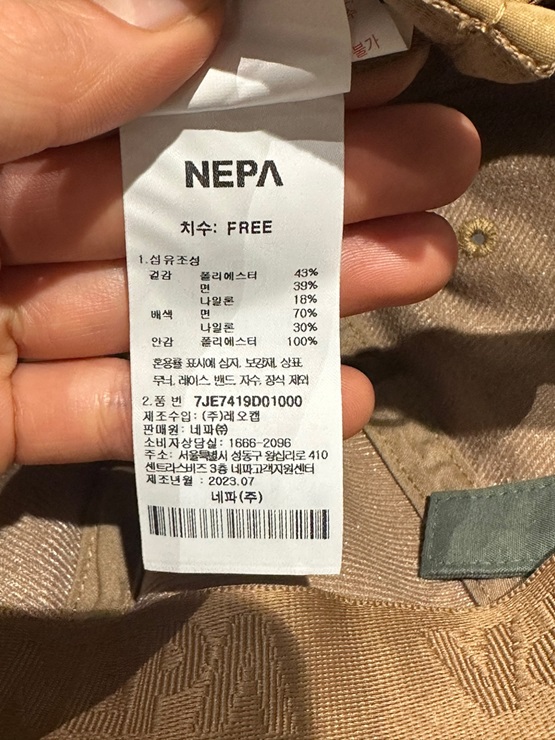 불가
NEPA
치수: FREE
1.섬유조성
겉감 폴리에스터 43%
면 39%
나일론 18%
배색 면 70%
나일론 30%
안감 폴리에스터 100%
혼용률 표시에 심지, 보강재, 상표
무늬, 레이스, 밴드, 자수, 장식 제외
2.품 번 7JE7419D01000
제조수입: (주)레오캡
판매원: 네파㈜
소비자상담실: 1666-2096
주소: 서울특별시 성동구 왕십리로 410
센트라스비즈 3층 네파고객지원센터
제조년월 : 2023.07
네파(주)